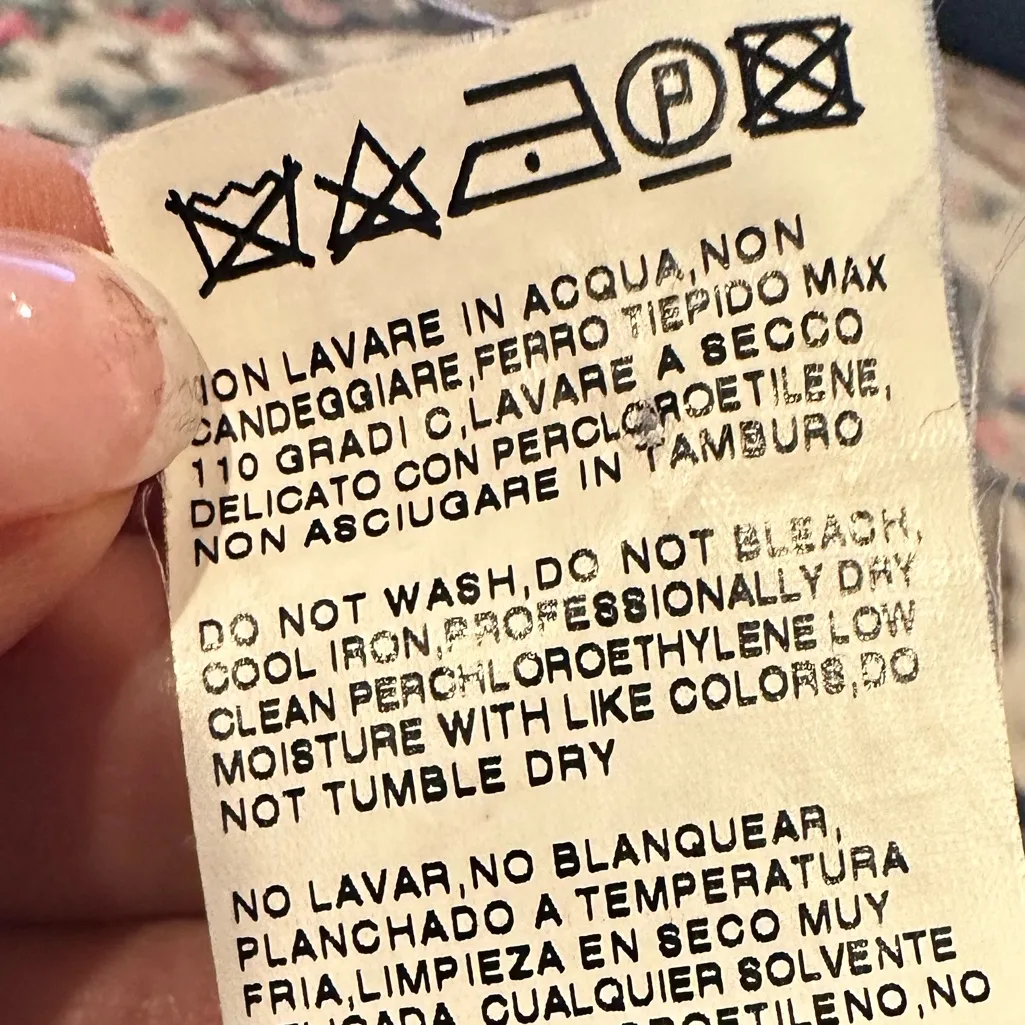 P
NON LAVARE IN ACQUA,NON
CANDEGGIARE,FERRO TIEPIDO MAX
110 GRADI C,LAVARE A SECCO
DELICATO CON PERCLOROETILENE,
NON ASCIUGARE IN TAMBURO
DO NOT WASH,DO NOT BLEACH,
COOL IRON,PROFESSIONALLY DRY
CLEAN PERCHLOROETHYLENE LOW
MOISTURE WITH LIKE COLORS,DO
NOT TUMBLE DRY
NO LAVAR,NO BLANQUEAR,
PLANCHADO A TEMPERATURA
FRIA,LIMPIEZA EN SECO MUY
CUALQUIER SOLVENTE
NO